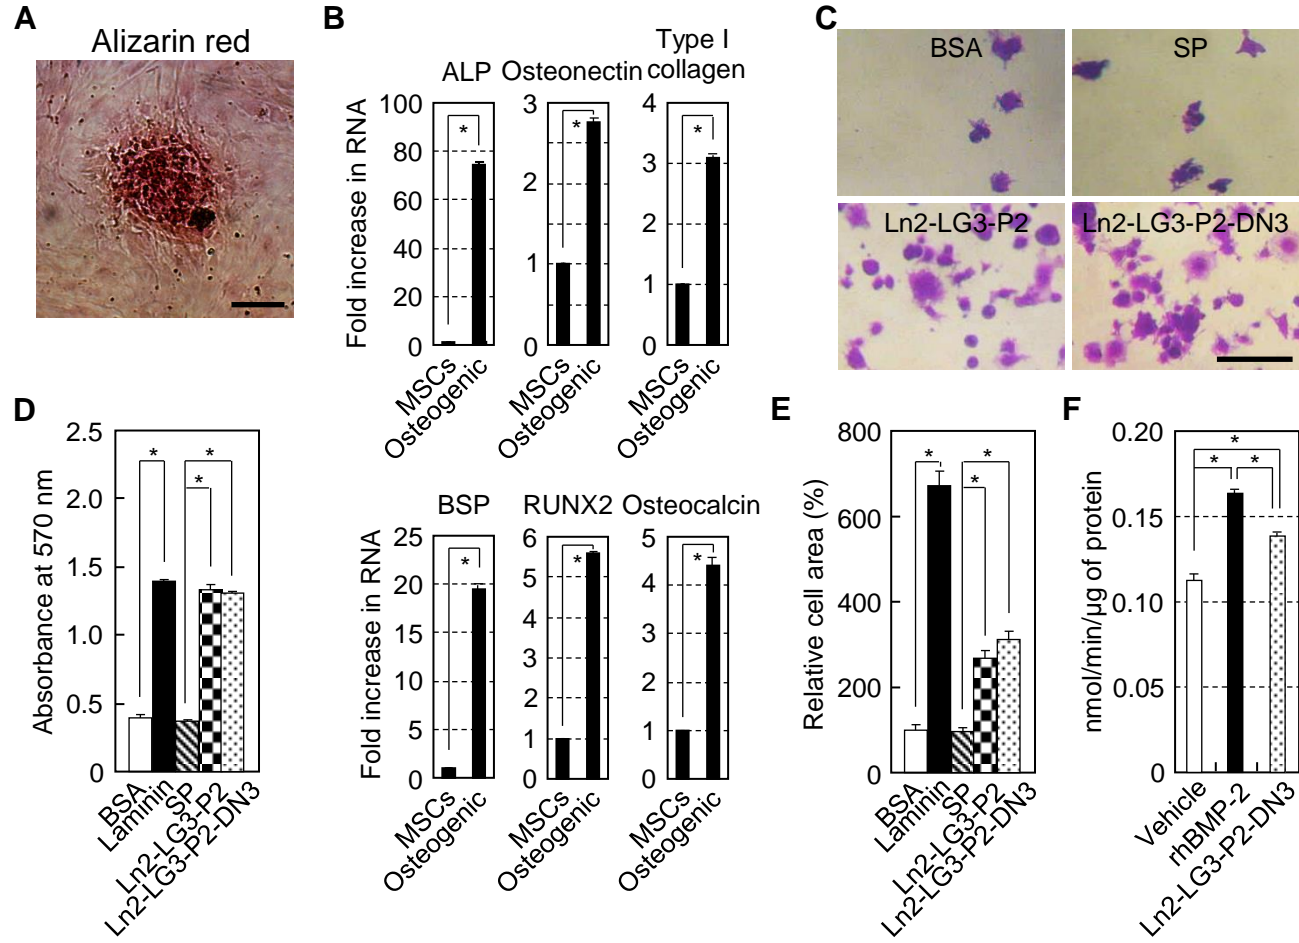 A
Alizarin red
B
ALP
Osteonectin
Type I
collagen
Fold increase in RNA
100
80
60
40
20
0
*
MSCs
Osteogenic
3
2
1
0
*
MSCs
Osteogenic
4
3
2
1
0
*
MSCs
Osteogenic
BSP
RUNX2
Osteocalcin
Fold increase in RNA
25
20
15
10
5
0
*
MSCs
Osteogenic
6
5
4
3
2
1
0
*
MSCs
Osteogenic
5
4
3
2
1
0
*
MSCs
Osteogenic
C
BSA
SP
Ln2-LG3-P2
Ln2-LG3-P2-DN3
D
Absorbance at 570 nm
2.5
2.0
1.5
1.0
0.5
0
*
*
*
BSA
Laminin
SP
Ln2-LG3-P2
Ln2-LG3-P2-DN3
E
Relative cell area (%)
800
600
400
200
0
*
*
*
BSA
Laminin
SP
Ln2-LG3-P2
Ln2-LG3-P2-DN3
F
nmol/min/µg of protein
0.20
0.15
0.10
0.05
0
*
*
*
Vehicle
rhBMP-2
Ln2-LG3-P2-DN3